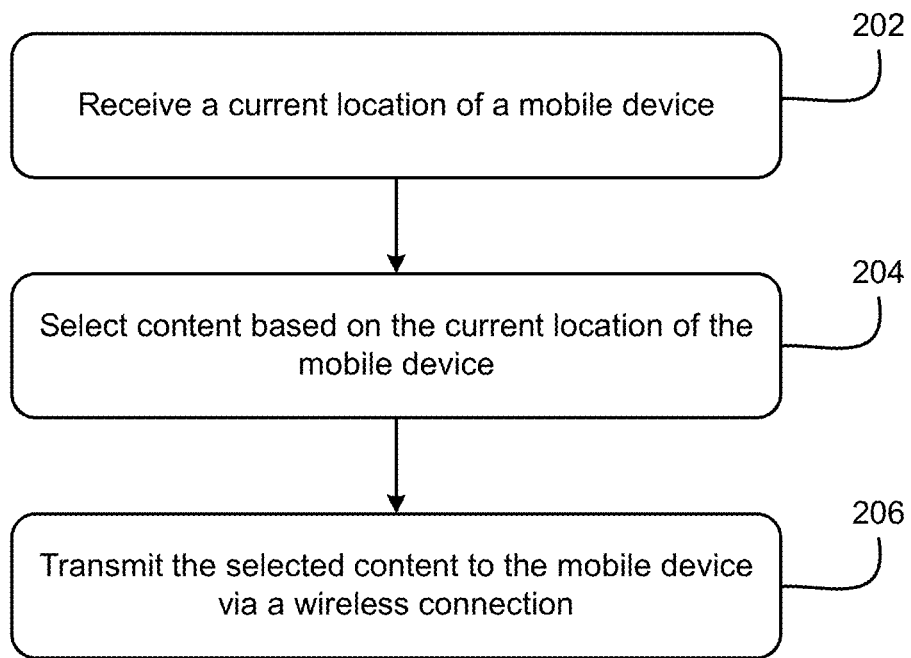 202
Receive a current location of a mobile device
204
Select content based on the current location of the
mobile device
206
Transmit the selected content to the mobile device
via a wireless connection